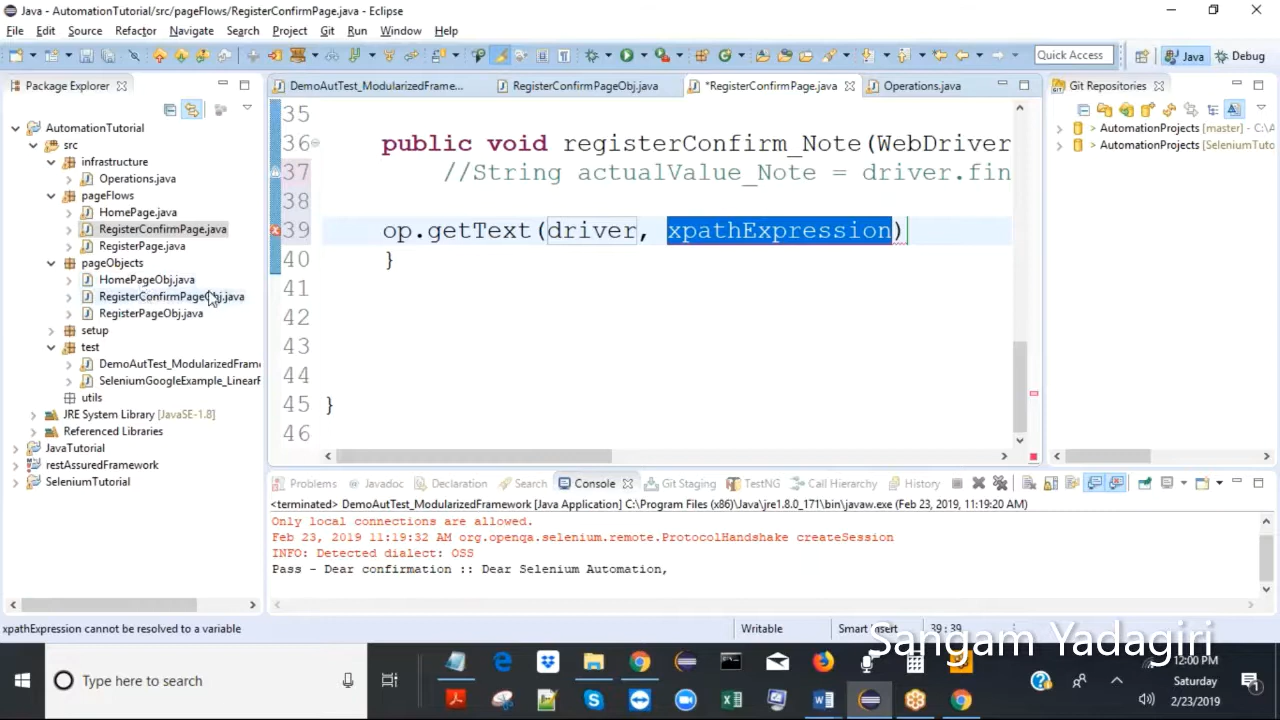 Java - AutomationTutorial/src/pageFlows/RegisterConfirmPage.java - Eclipse
File Edit Source Refactor Navigate Search Project Git Run Window Help
Quick Access
Java
Debug
Package Explorer
DemoAutTest_ModularizedFrame...
RegisterConfirmPageObj.java
*RegisterConfirmPage.java
Operations.java
Git Repositories
AutomationTutorial
src
infrastructure
Operations.java
pageFlows
HomePage.java
RegisterConfirmPage.java
RegisterPage.java
pageObjects
HomePageObj.java
RegisterConfirmPageObj.java
RegisterPageObj.java
setup
test
DemoAutTest_ModularizedFram
SeleniumGoogleExample_LinearF
utils
JRE System Library [JavaSE-1.8]
Referenced Libraries
JavaTutorial
restAssuredFramework
SeleniumTutorial
35
36 public void registerConfirm_Note(WebDriver
37 //String actualValue_Note = driver.fin
38
39 op.getText(driver, xpathExpression)
40 }
41
42
43
44
45 }
46
> AutomationProjects [master] - C:\A
> AutomationProjects [SeleniumTuto
Problems Javadoc Declaration Search Console Git Staging TestNG Call Hierarchy History
<terminated> DemoAutTest_ModularizedFramework [Java Application] C:\Program Files (x86)\Java\jre1.8.0_171\bin\javaw.exe (Feb 23, 2019, 11:19:20 AM)
Only local connections are allowed.
Feb 23, 2019 11:19:32 AM org.openqa.selenium.remote.ProtocolHandshake createSession
INFO: Detected dialect: OSS
Pass - Dear confirmation :: Dear Selenium Automation,
xpathExpression cannot be resolved to a variable
Writable
Smart Insert
39 : 39
Sangam Yadagiri
Type here to search
12:00 PM
Saturday
2/23/2019